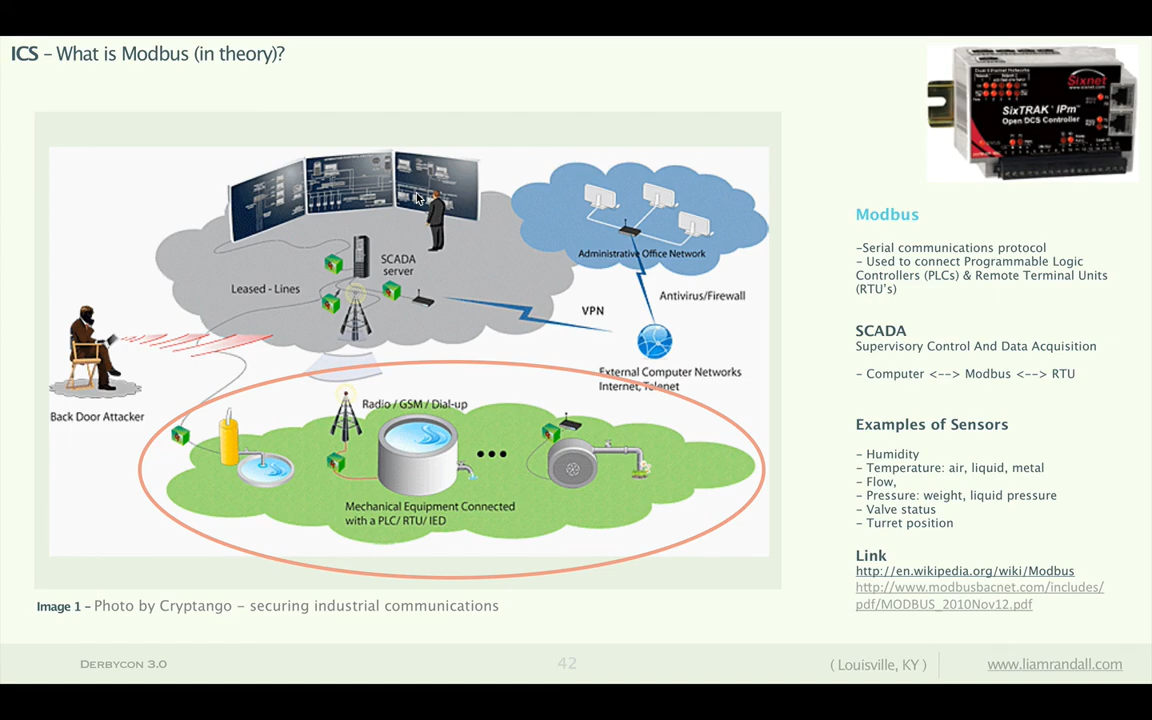 ICS – What is Modbus (in theory)?
Sixnet
SixTRAK IPm
Open DCS Controller
SCADA
server
Leased - Lines
Administrative Office Network
Antivirus/Firewall
VPN
External Computer Networks
Internet, Telenet
Back Door Attacker
Radio / GSM / Dial-up
Mechanical Equipment Connected
with a PLC/ RTU/ IED
Image 1 – Photo by Cryptango – securing industrial communications
Modbus
-Serial communications protocol
- Used to connect Programmable Logic
Controllers (PLCs) & Remote Terminal Units
(RTU's)
SCADA
Supervisory Control And Data Acquisition
- Computer <--> Modbus <--> RTU
Examples of Sensors
- Humidity
- Temperature: air, liquid, metal
- Flow,
- Pressure: weight, liquid pressure
- Valve status
- Turret position
Link
http://en.wikipedia.org/wiki/Modbus
http://www.modbusbacnet.com/includes/
pdf/MODBUS_2010Nov12.pdf
DERBYCON 3.0
42
( Louisville, KY )
www.liamrandall.com